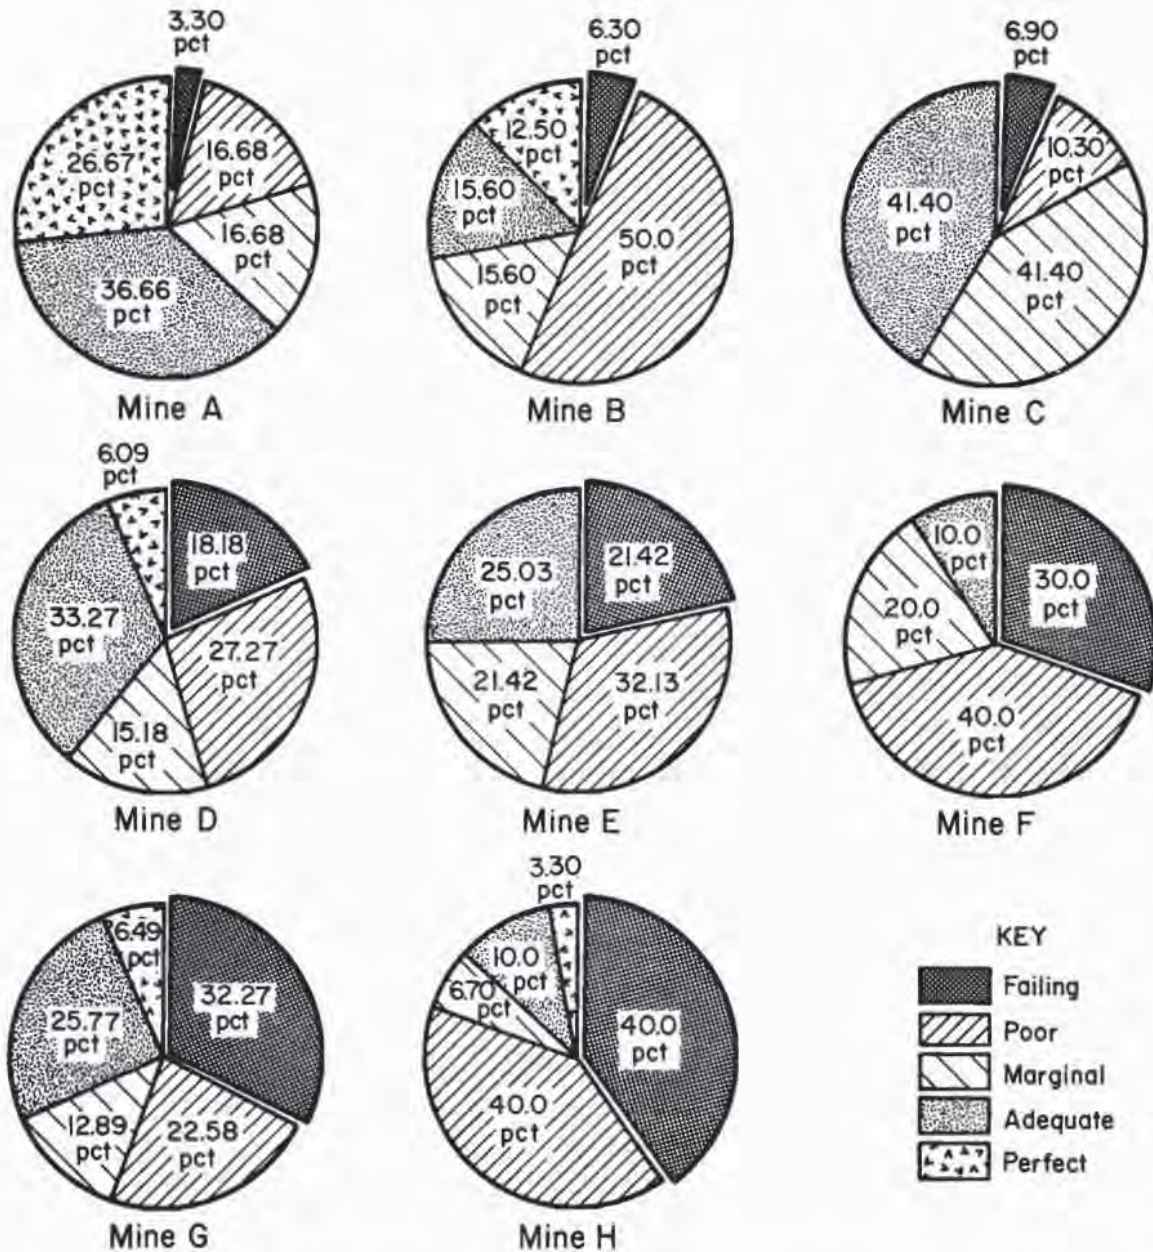 3.30
pct
16.68
pct
16.68
pct
36.66
pct
26.67
pct
Mine A
6.30
pct
50.0
pct
15.60
pct
15.60
pct
12.50
pct
Mine B
6.90
pct
10.30
pct
41.40
pct
41.40
pct
Mine C
6.09
pct
18.18
pct
27.27
pct
15.18
pct
33.27
pct
Mine D
21.42
pct
32.13
pct
21.42
pct
25.03
pct
Mine E
30.0
pct
40.0
pct
20.0
pct
10.0
pct
Mine F
6.49
pct
32.27
pct
22.58
pct
12.89
pct
25.77
pct
Mine G
3.30
pct
40.0
pct
40.0
pct
6.70
pct
10.0
pct
Mine H
KEY
Failing
Poor
Marginal
Adequate
Perfect